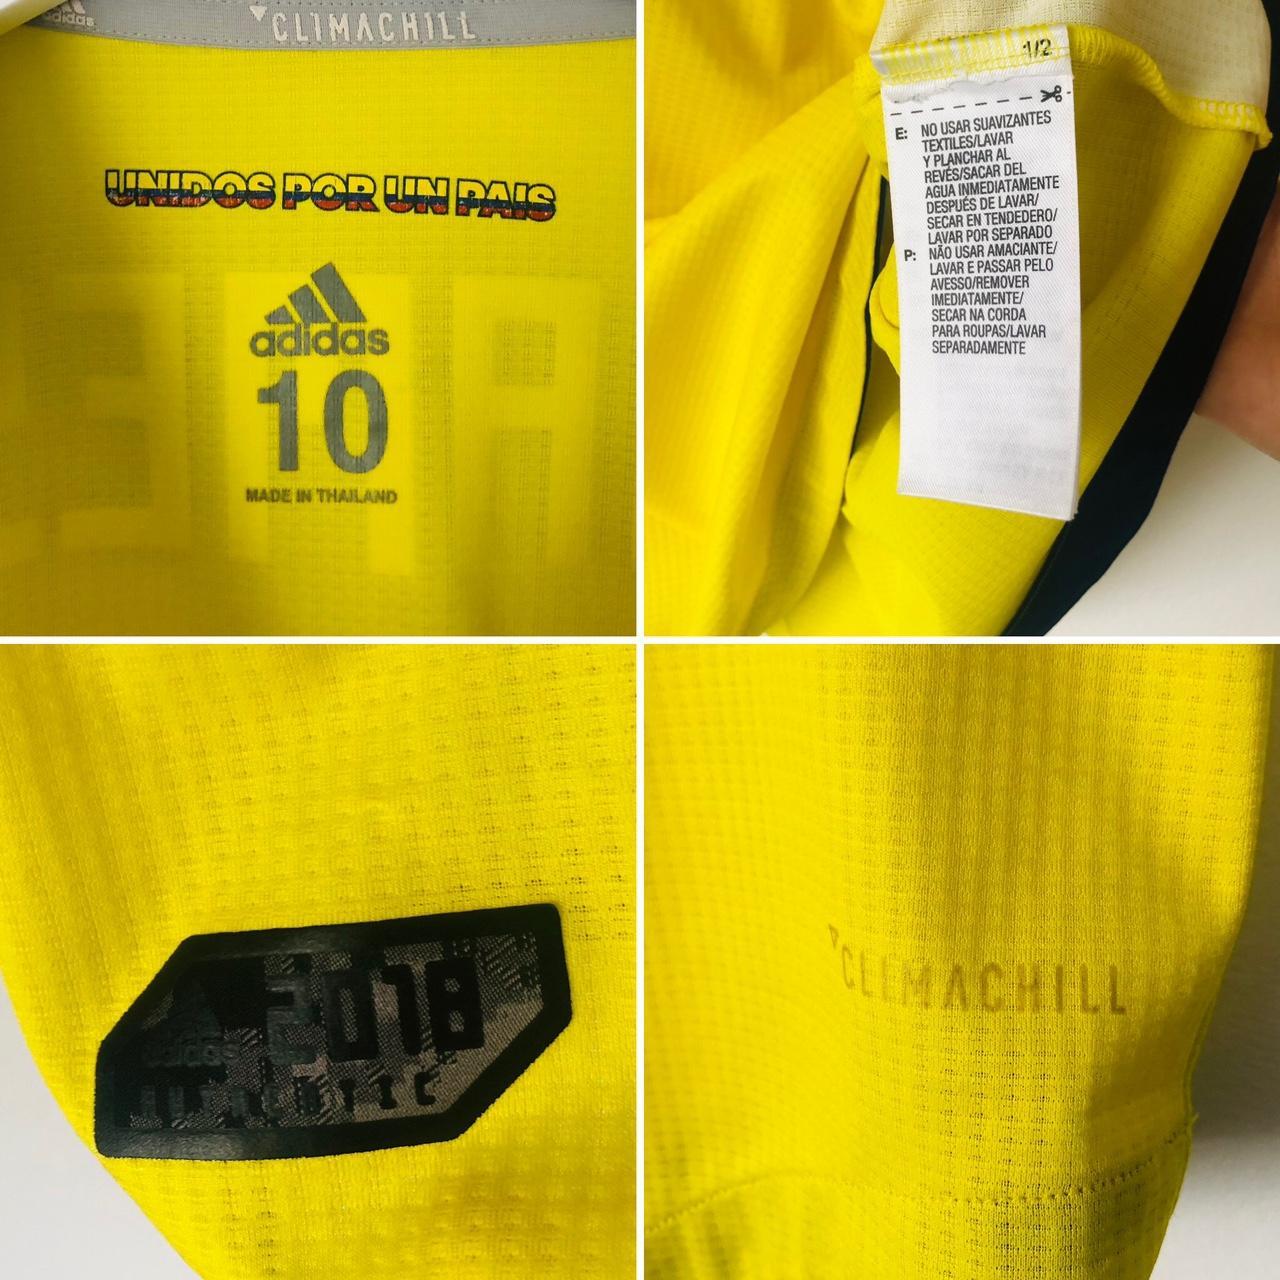 adidas
CLIMACHILL
UNIDOS POR UN PAIS
adidas
10
MADE IN THAILAND
1/2
E: NO USAR SUAVIZANTES
TEXTILES/LAVAR
Y PLANCHAR AL
REVÉS/SACAR DEL
AGUA INMEDIATAMENTE
DESPUÉS DE LAVAR/
SECAR EN TENDEDERO/
LAVAR POR SEPARADO
P: NÃO USAR AMACIANTE/
LAVAR E PASSAR PELO
AVESSO/REMOVER
IMEDIATAMENTE/
SECAR NA CORDA
PARA ROUPAS/LAVAR
SEPARADAMENTE
adidas
2018
AUTHENTIC
CLIMACHILL